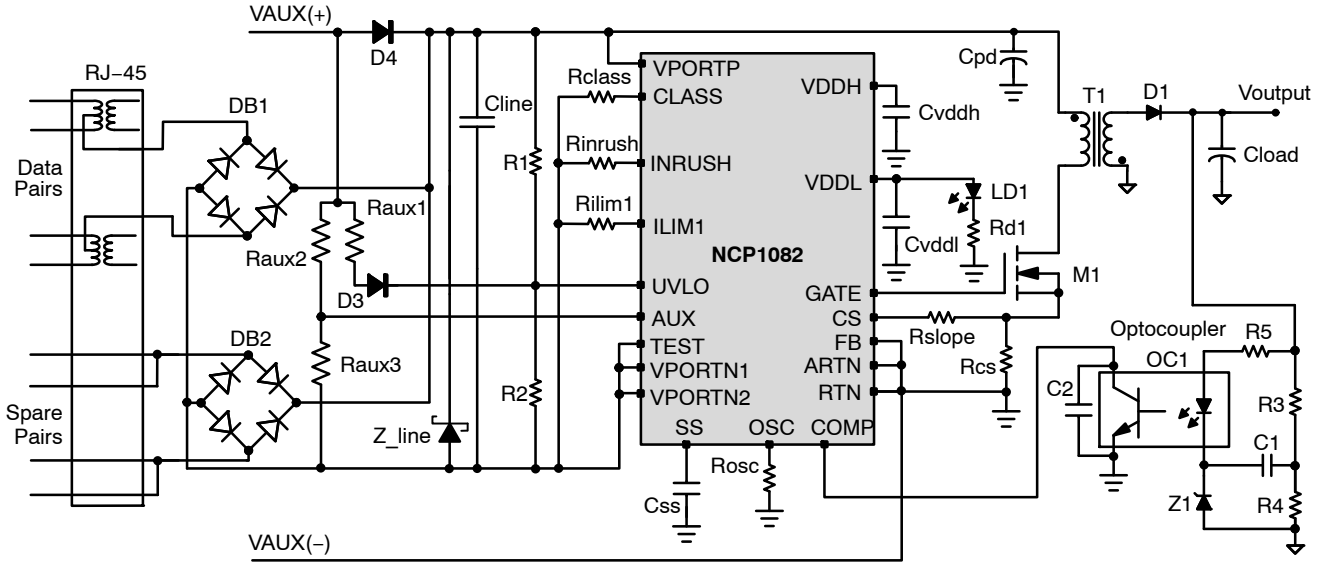 VAUX(+)
D4
RJ–45
DB1
Data
Pairs
Cline
R1
Raux1
Raux2
D3
DB2
Raux3
R2
Z_line
Spare
Pairs
VAUX(–)
Rclass
Rinrush
Rilim1
VPORTP
CLASS
INRUSH
ILIM1
NCP1082
UVLO
AUX
TEST
VPORTN1
VPORTN2
SS
OSC
COMP
VDDH
VDDL
GATE
CS
FB
ARTN
RTN
Css
Rosc
Cpd
Cvddh
Cvddl
LD1
Rd1
M1
Rslope
Rcs
T1
D1
Voutput
Cload
Optocoupler
OC1
R5
C2
R3
C1
Z1
R4